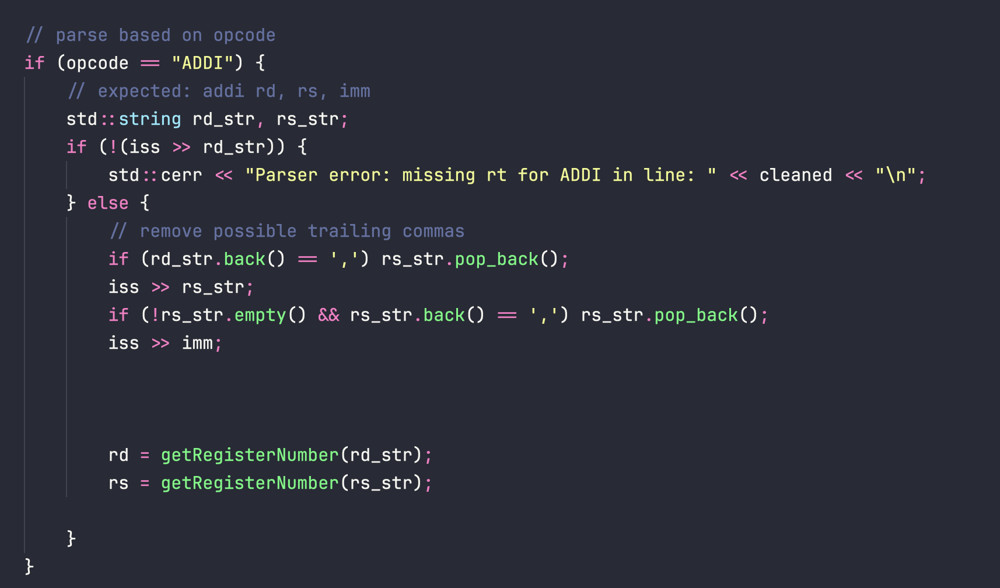 // parse based on opcode
if (opcode == "ADDI") {
    // expected: addi rd, rs, imm
    std::string rd_str, rs_str;
    if (!(iss >> rd_str)) {
        std::cerr << "Parser error: missing rt for ADDI in line: " << cleaned << "\n";
    } else {
        // remove possible trailing commas
        if (rd_str.back() == ',') rs_str.pop_back();
        iss >> rs_str;
        if (!rs_str.empty() && rs_str.back() == ',') rs_str.pop_back();
        iss >> imm;
        rd = getRegisterNumber(rd_str);
        rs = getRegisterNumber(rs_str);
    }
}